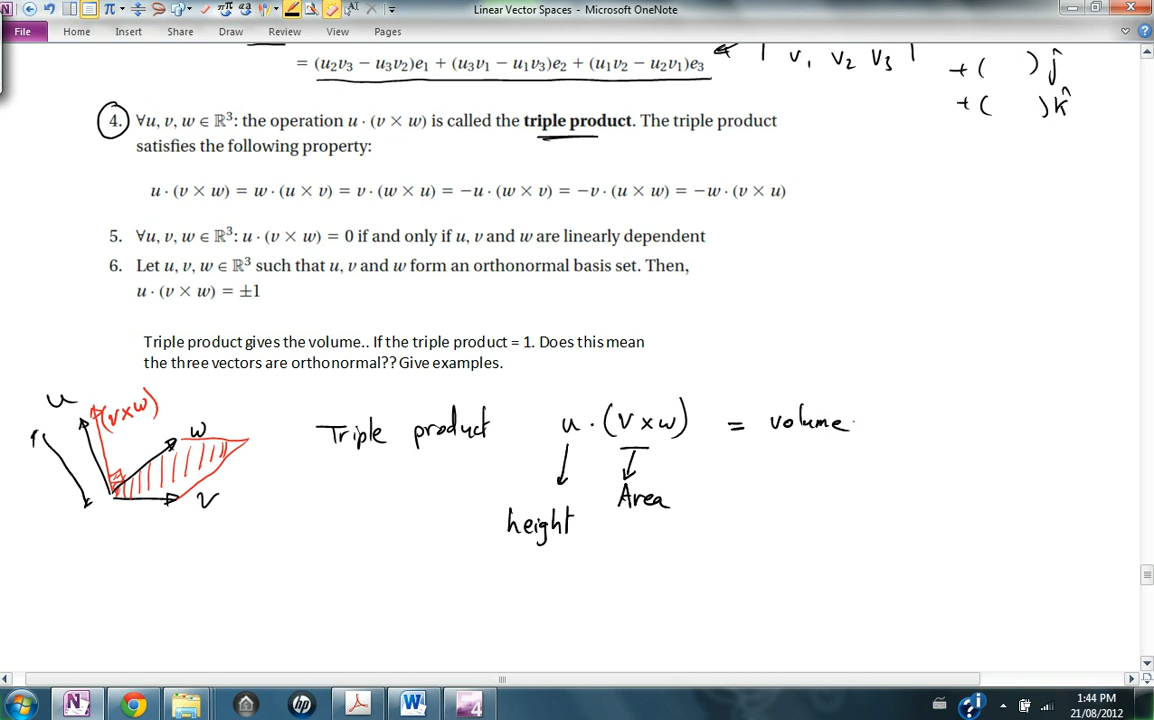 Linear Vector Spaces - Microsoft OneNote
File Home Insert Share Draw Review View Pages
= (u₂v₃ − u₃v₂)e₁ + (u₃v₁ − u₁v₃)e₂ + (u₁v₂ − u₂v₁)e₃
| v₁ v₂ v₃ |
+( ) ĵ
+( ) k̂
4. ∀u, v, w ∈ ℝ³: the operation u · (v × w) is called the triple product. The triple product
satisfies the following property:
u · (v × w) = w · (u × v) = v · (w × u) = −u · (w × v) = −v · (u × w) = −w · (v × u)
5. ∀u, v, w ∈ ℝ³: u · (v × w) = 0 if and only if u, v and w are linearly dependent
6. Let u, v, w ∈ ℝ³ such that u, v and w form an orthonormal basis set. Then,
u · (v × w) = ±1
Triple product gives the volume.. If the triple product = 1. Does this mean
the three vectors are orthonormal?? Give examples.
u (v×w) w v
Triple product u · (v × w) = volume
Area
height
1:44 PM
21/08/2012